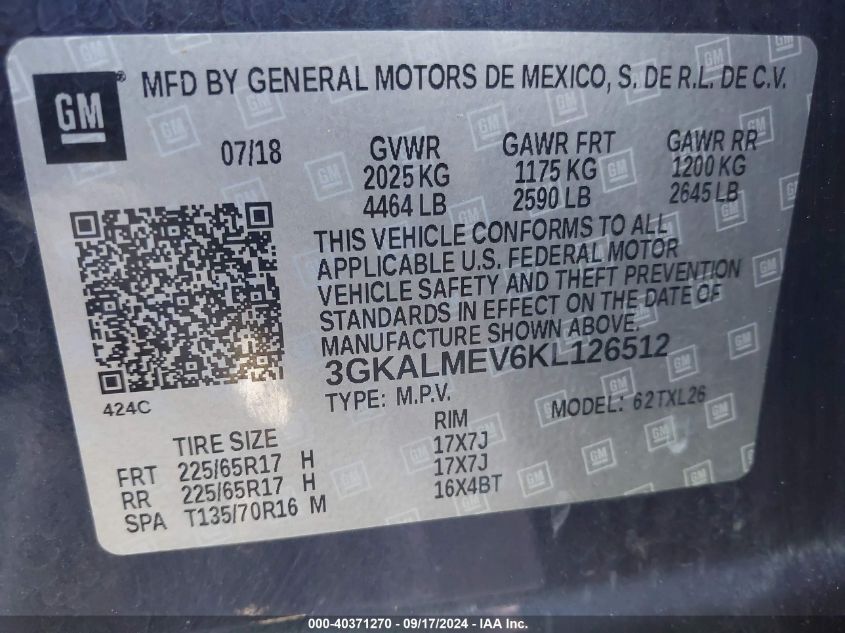 GM ® MFD BY GENERAL MOTORS DE MEXICO, S. DE R.L. DE C.V.
07/18 GVWR GAWR FRT GAWR RR
2025 KG 1175 KG 1200 KG
4464 LB 2590 LB 2645 LB
THIS VEHICLE CONFORMS TO ALL
APPLICABLE U.S. FEDERAL MOTOR
VEHICLE SAFETY AND THEFT PREVENTION
STANDARDS IN EFFECT ON THE DATE OF
MANUFACTURE SHOWN ABOVE.
3GKALMEV6KL126512
424C TYPE: M.P.V. MODEL: 62TXL26
TIRE SIZE RIM
FRT 225/65R17 H 17X7J
RR 225/65R17 H 17X7J
SPA T135/70R16 M 16X4BT
000-40371270 - 09/17/2024 - IAA Inc.